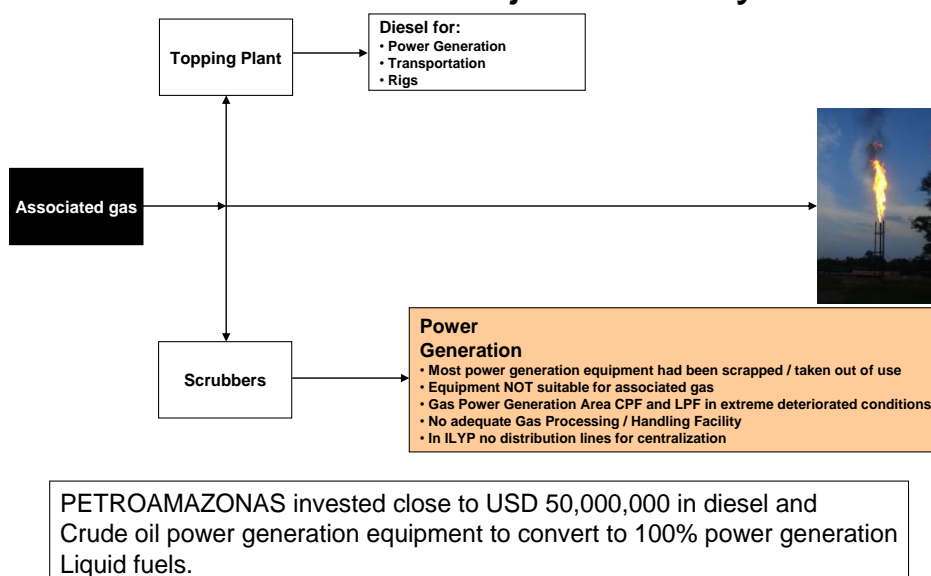 Diesel for:
• Power Generation
• Transportation
• Rigs
Topping Plant
Associated gas
Scrubbers
Power
Generation
• Most power generation equipment had been scrapped / taken out of use
• Equipment NOT suitable for associated gas
• Gas Power Generation Area CPF and LPF in extreme deteriorated conditions
• No adequate Gas Processing / Handling Facility
• In ILYP no distribution lines for centralization
PETROAMAZONAS invested close to USD 50,000,000 in diesel and
Crude oil power generation equipment to convert to 100% power generation
Liquid fuels.